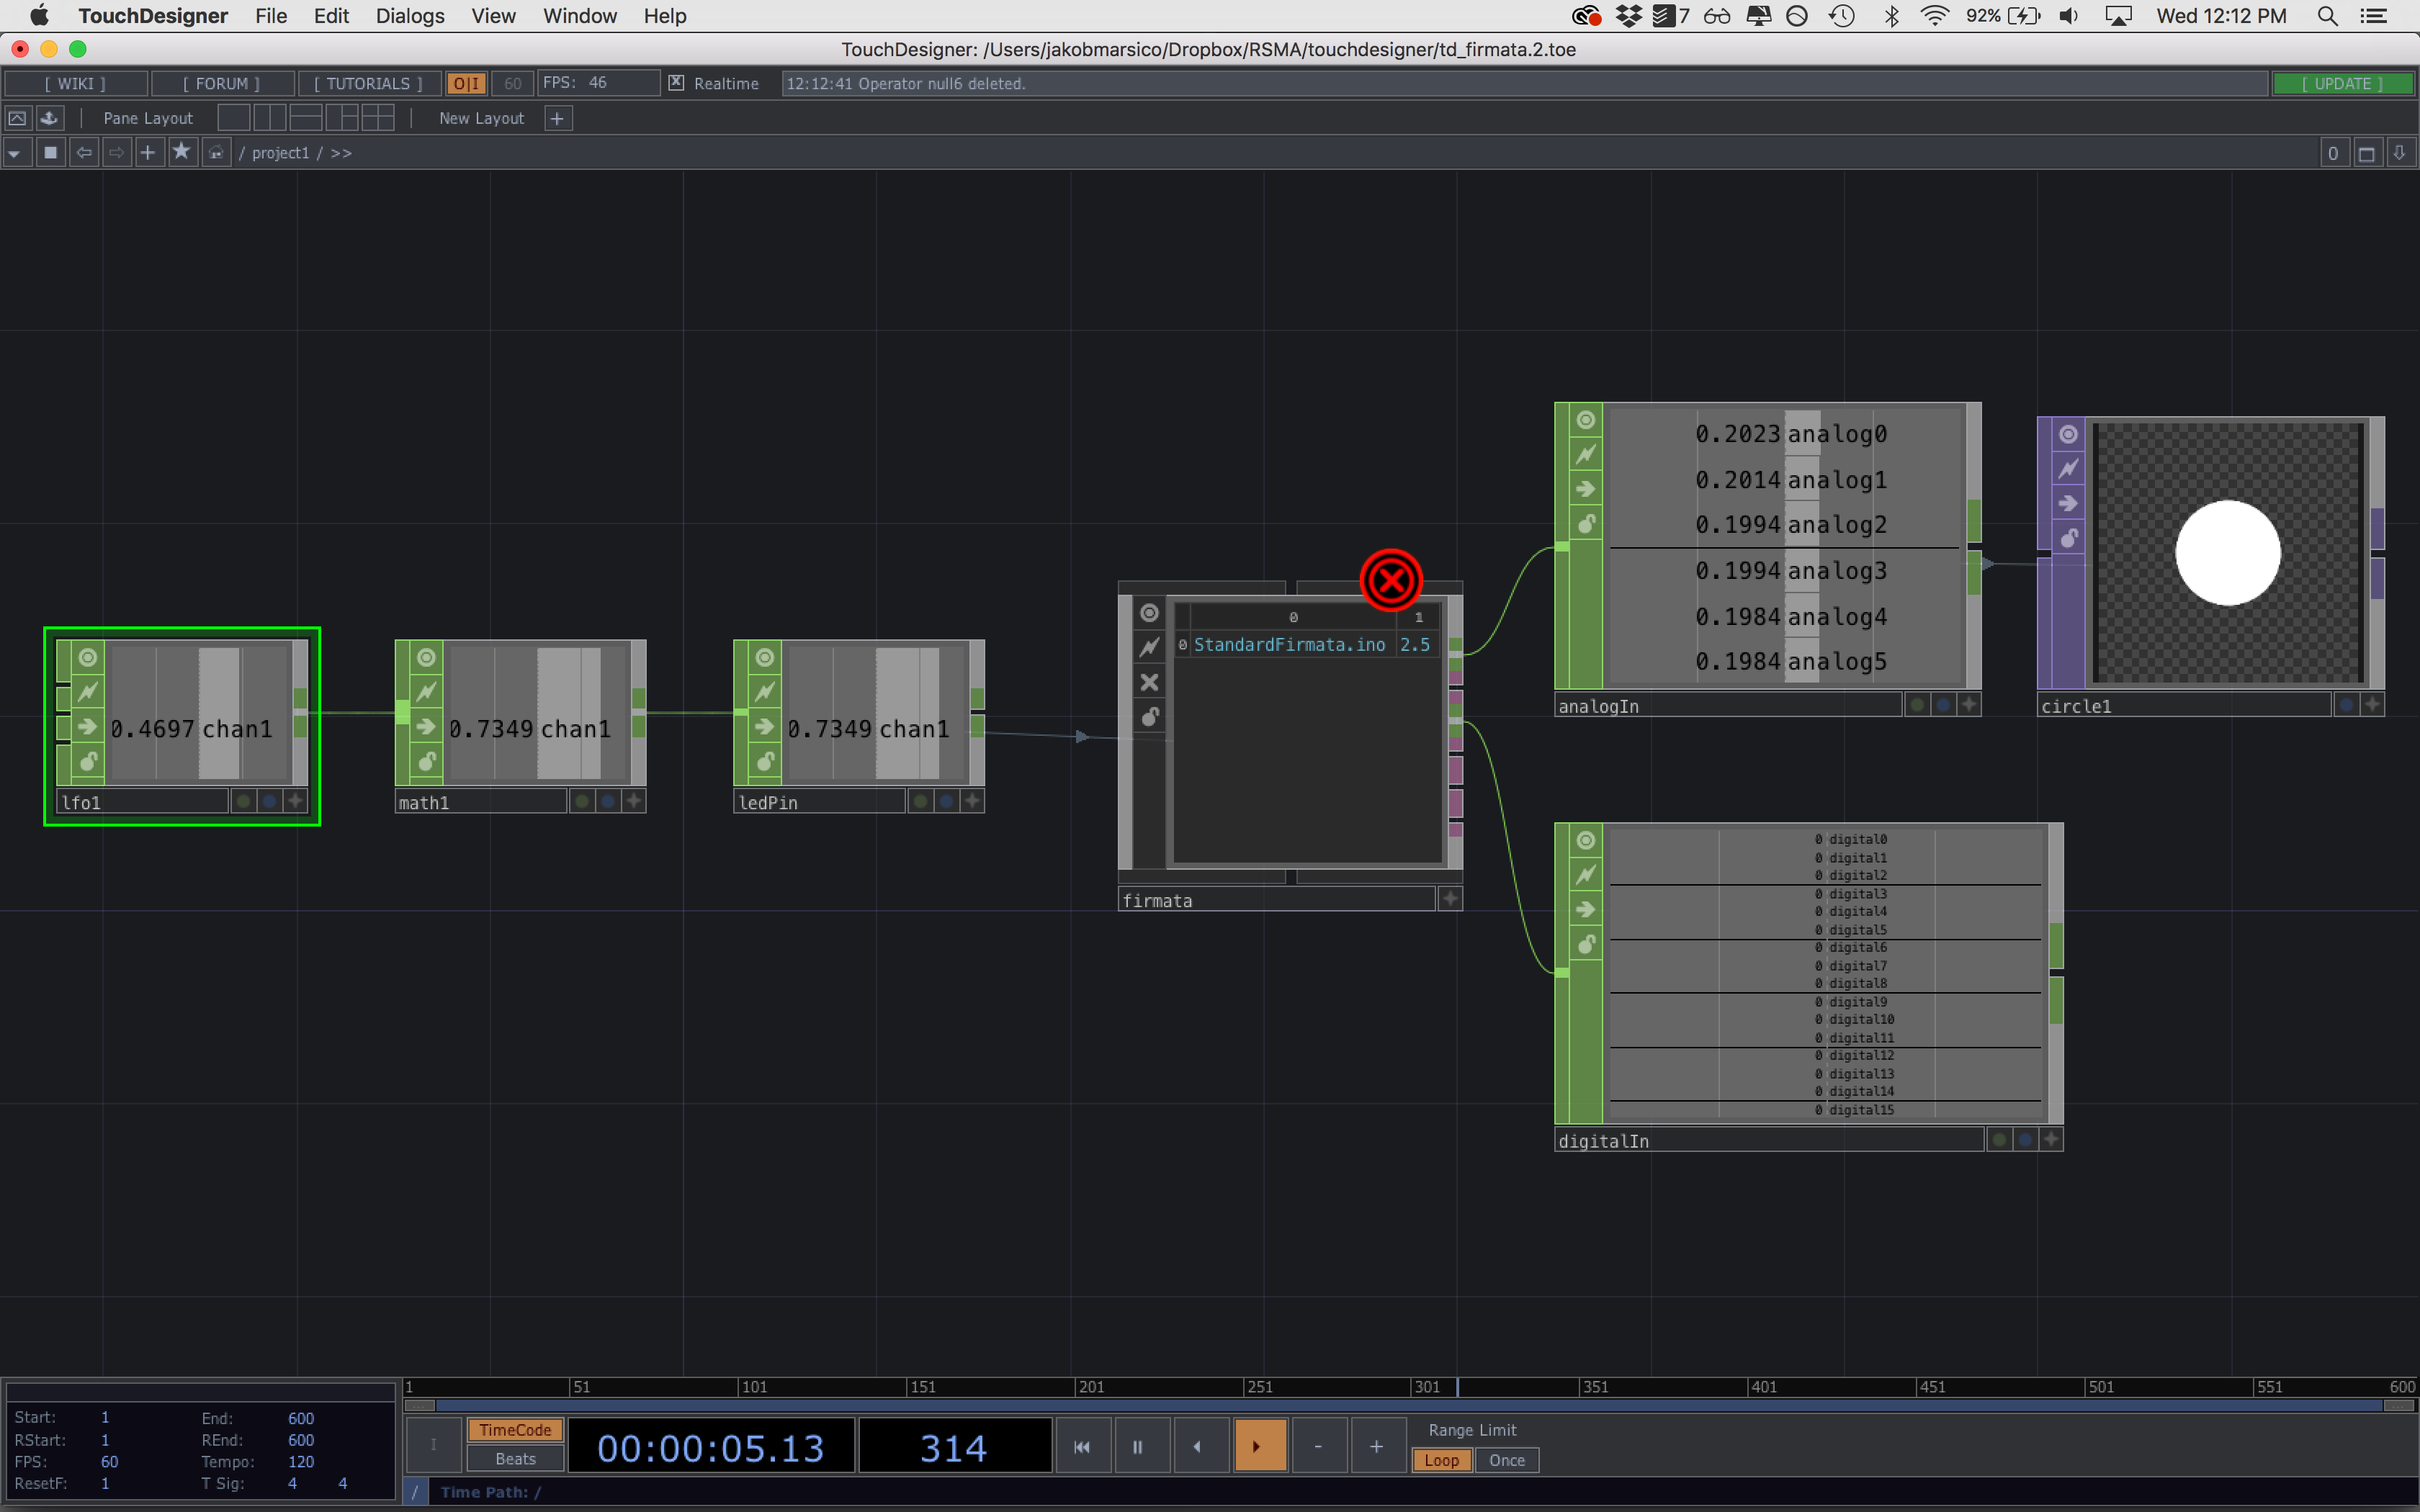 TouchDesigner File Edit Dialogs View Window Help 7 92% Wed 12:12 PM
TouchDesigner: /Users/jakobmarsico/Dropbox/RSMA/touchdesigner/td_firmata.2.toe
[ WIKI ] [ FORUM ] [ TUTORIALS ] O|I 60 FPS: 46 Realtime 12:12:41 Operator null6 deleted. [ UPDATE ]
Pane Layout New Layout +
+ / project1 / >> 0
0.4697 chan1
lfo1
0.7349 chan1
math1
0.7349 chan1
ledPin
0 1
0 StandardFirmata.ino 2.5
firmata
0.2023 analog0
0.2014 analog1
0.1994 analog2
0.1994 analog3
0.1984 analog4
0.1984 analog5
analogIn
circle1
0 digital0
0 digital1
0 digital2
0 digital3
0 digital4
0 digital5
0 digital6
0 digital7
0 digital8
0 digital9
0 digital10
0 digital11
0 digital12
0 digital13
0 digital14
0 digital15
digitalIn
1 51 101 151 201 251 301 351 401 451 501 551 600
Start: 1 End: 600
RStart: 1 REnd: 600
FPS: 60 Tempo: 120
ResetF: 1 T Sig: 4 4
I TimeCode Beats 00:00:05.13 314 - +
Range Limit
Loop Once
/ Time Path: /